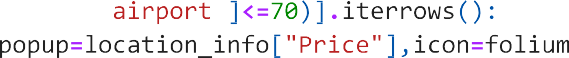 airport ]<=70)].iterrows():
popup=location_info["Price"],icon=folium